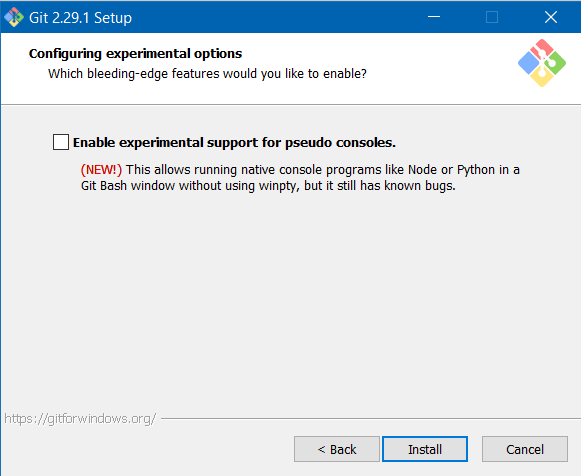 Git 2.29.1 Setup
Configuring experimental options
Which bleeding-edge features would you like to enable?
Enable experimental support for pseudo consoles.
(NEW!) This allows running native console programs like Node or Python in a
Git Bash window without using winpty, but it still has known bugs.
https://gitforwindows.org/
< Back
Install
Cancel